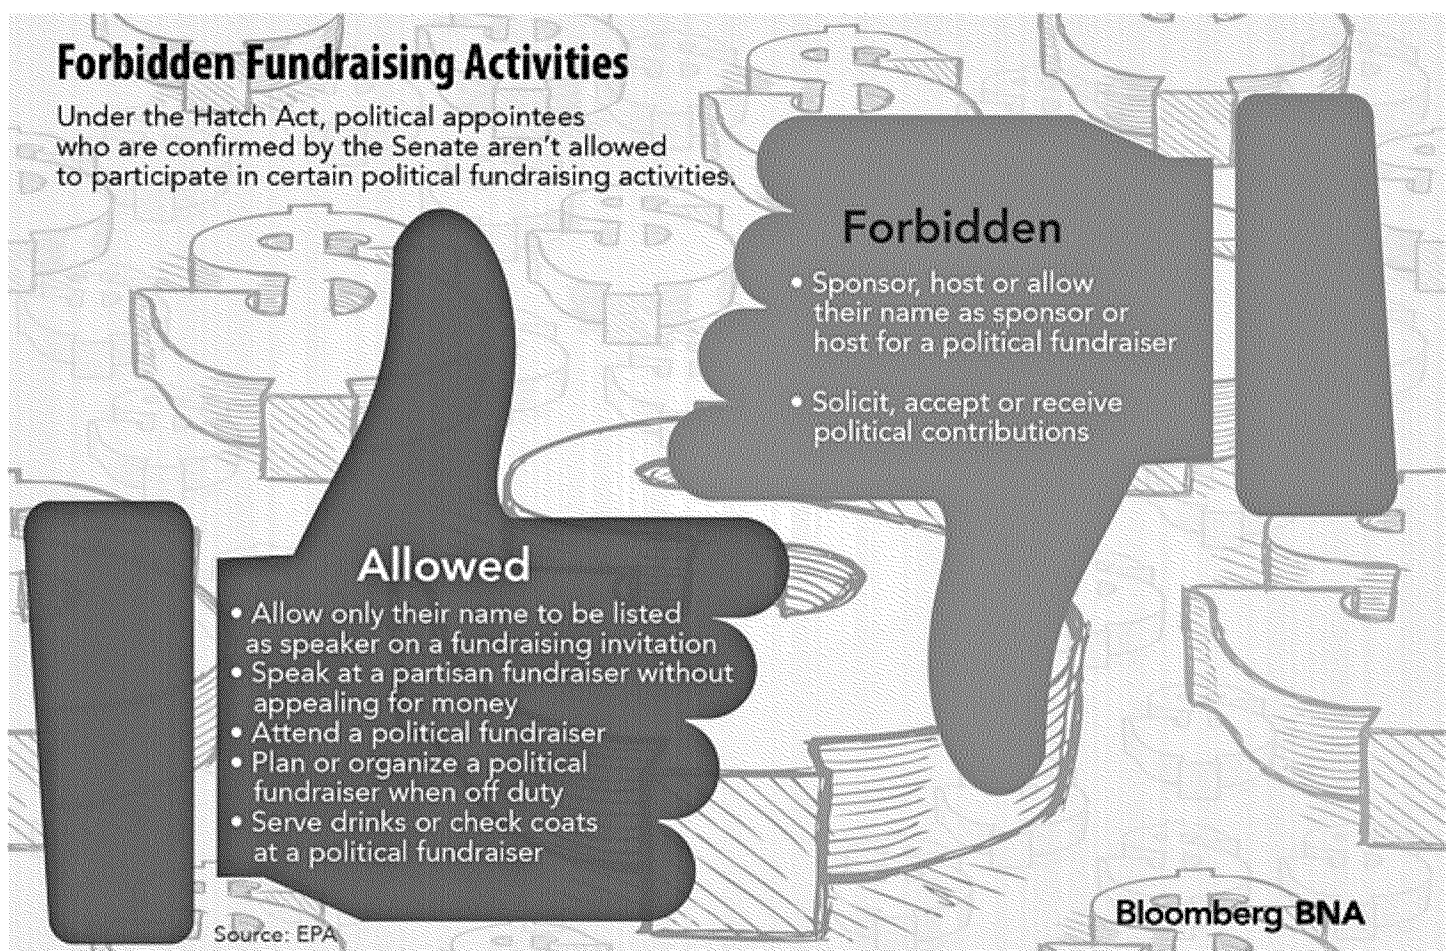 Forbidden Fundraising Activities
Under the Hatch Act, political appointees
who are confirmed by the Senate aren't allowed
to participate in certain political fundraising activities.
Forbidden
• Sponsor, host or allow
their name as sponsor or
host for a political fundraiser
• Solicit, accept or receive
political contributions
Allowed
• Allow only their name to be listed
as speaker on a fundraising invitation
• Speak at a partisan fundraiser without
appealing for money
• Attend a political fundraiser
• Plan or organize a political
fundraiser when off duty
• Serve drinks or check coats
at a political fundraiser
Source: EPA
Bloomberg BNA